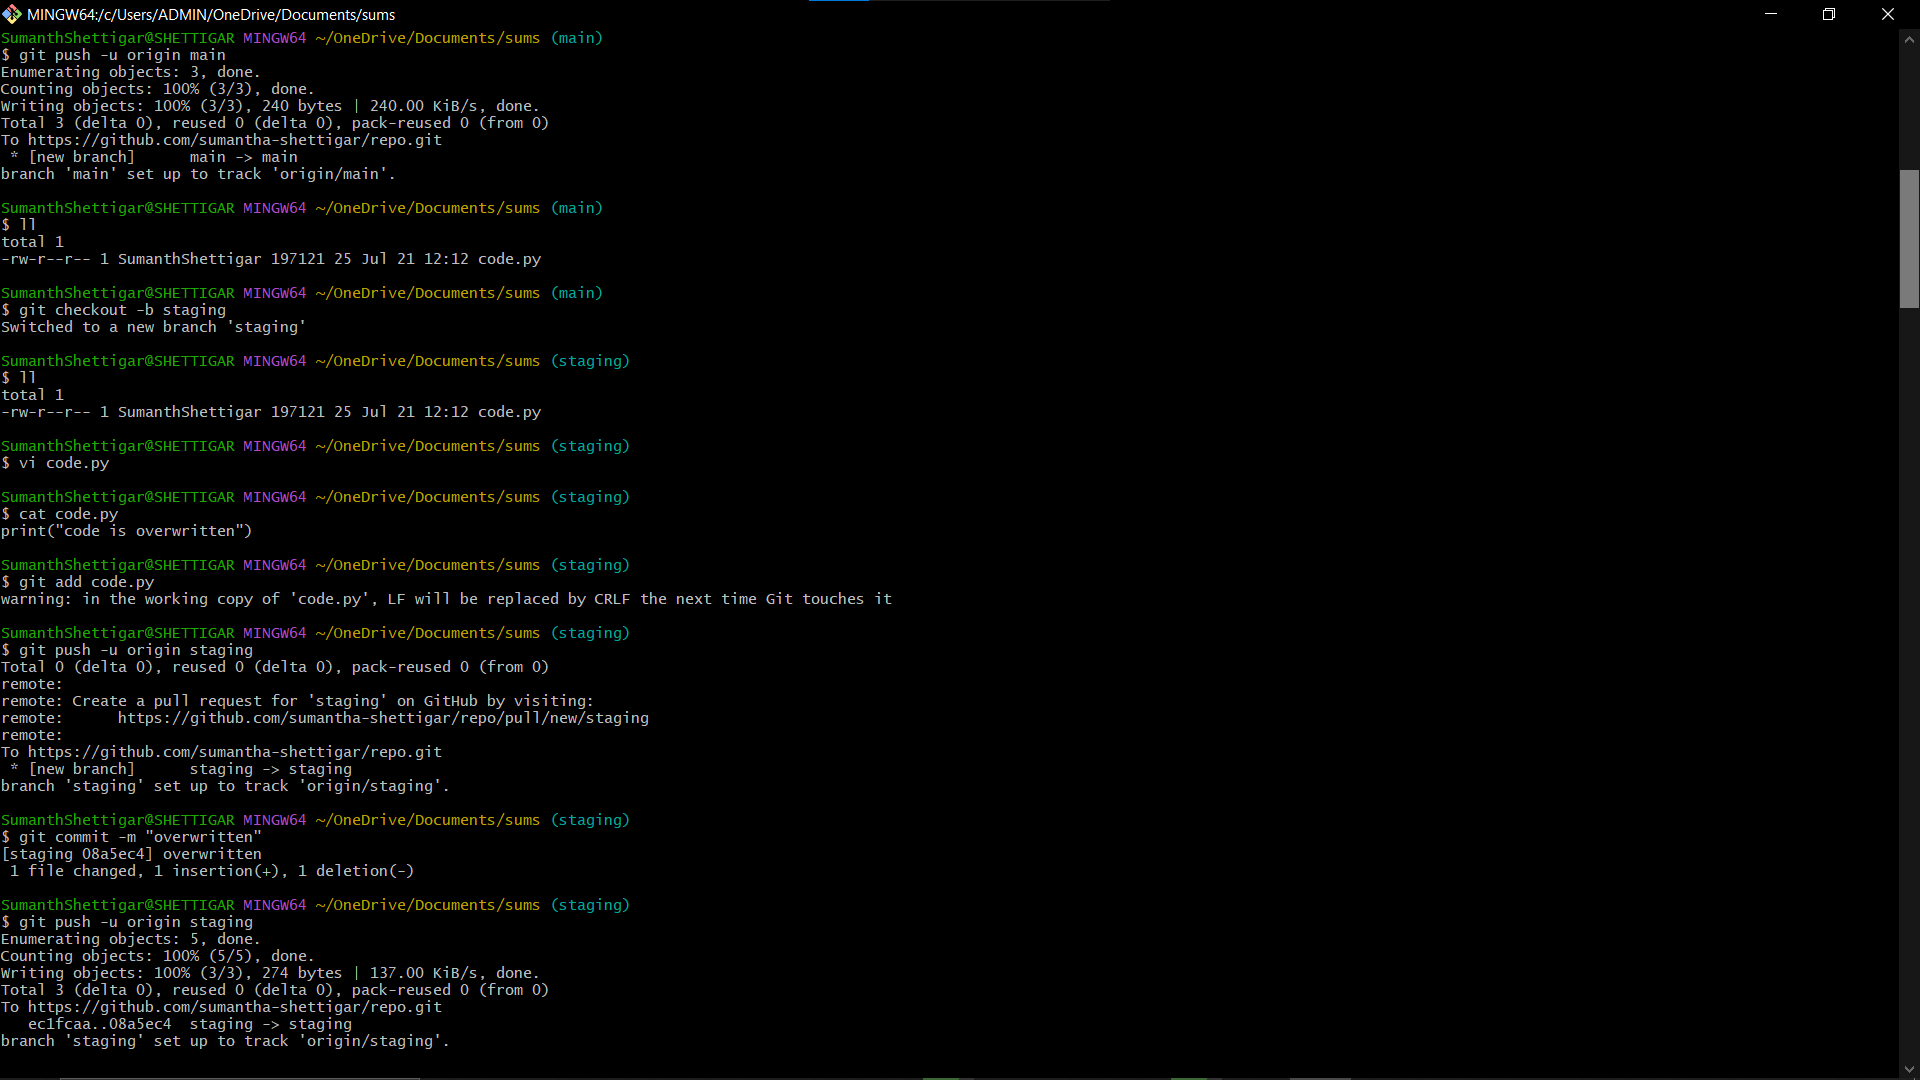 MINGW64:/c/Users/ADMIN/OneDrive/Documents/sums
SumanthShettigar@SHETTIGAR MINGW64 ~/OneDrive/Documents/sums (main)
$ git push -u origin main
Enumerating objects: 3, done.
Counting objects: 100% (3/3), done.
Writing objects: 100% (3/3), 240 bytes | 240.00 KiB/s, done.
Total 3 (delta 0), reused 0 (delta 0), pack-reused 0 (from 0)
To https://github.com/sumantha-shettigar/repo.git
 * [new branch]      main -> main
branch 'main' set up to track 'origin/main'.
SumanthShettigar@SHETTIGAR MINGW64 ~/OneDrive/Documents/sums (main)
$ ll
total 1
-rw-r--r-- 1 SumanthShettigar 197121 25 Jul 21 12:12 code.py
SumanthShettigar@SHETTIGAR MINGW64 ~/OneDrive/Documents/sums (main)
$ git checkout -b staging
Switched to a new branch 'staging'
SumanthShettigar@SHETTIGAR MINGW64 ~/OneDrive/Documents/sums (staging)
$ ll
total 1
-rw-r--r-- 1 SumanthShettigar 197121 25 Jul 21 12:12 code.py
SumanthShettigar@SHETTIGAR MINGW64 ~/OneDrive/Documents/sums (staging)
$ vi code.py
SumanthShettigar@SHETTIGAR MINGW64 ~/OneDrive/Documents/sums (staging)
$ cat code.py
print("code is overwritten")
SumanthShettigar@SHETTIGAR MINGW64 ~/OneDrive/Documents/sums (staging)
$ git add code.py
warning: in the working copy of 'code.py', LF will be replaced by CRLF the next time Git touches it
SumanthShettigar@SHETTIGAR MINGW64 ~/OneDrive/Documents/sums (staging)
$ git push -u origin staging
Total 0 (delta 0), reused 0 (delta 0), pack-reused 0 (from 0)
remote:
remote: Create a pull request for 'staging' on GitHub by visiting:
remote:      https://github.com/sumantha-shettigar/repo/pull/new/staging
remote:
To https://github.com/sumantha-shettigar/repo.git
 * [new branch]      staging -> staging
branch 'staging' set up to track 'origin/staging'.
SumanthShettigar@SHETTIGAR MINGW64 ~/OneDrive/Documents/sums (staging)
$ git commit -m "overwritten"
[staging 08a5ec4] overwritten
 1 file changed, 1 insertion(+), 1 deletion(-)
SumanthShettigar@SHETTIGAR MINGW64 ~/OneDrive/Documents/sums (staging)
$ git push -u origin staging
Enumerating objects: 5, done.
Counting objects: 100% (5/5), done.
Writing objects: 100% (3/3), 274 bytes | 137.00 KiB/s, done.
Total 3 (delta 0), reused 0 (delta 0), pack-reused 0 (from 0)
To https://github.com/sumantha-shettigar/repo.git
   ec1fcaa..08a5ec4  staging -> staging
branch 'staging' set up to track 'origin/staging'.